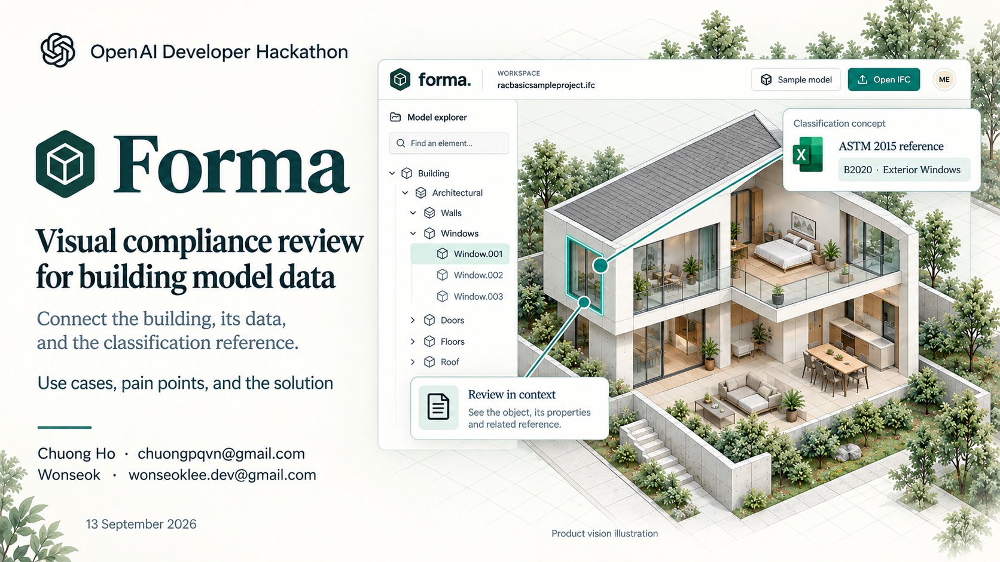 OpenAI Developer Hackathon
Forma
Visual compliance review
for building model data
Connect the building, its data,
and the classification reference.
Use cases, pain points, and the solution
Chuong Ho · chuongpqvn@gmail.com
Wonseok · wonseoklee.dev@gmail.com
13 September 2026
forma.
WORKSPACE
racbasicsampleproject.ifc
Sample model
Open IFC
ME
Model explorer
Find an element...
Building
Architectural
Walls
Windows
Window.001
Window.002
Window.003
Doors
Floors
Roof
Classification concept
X
ASTM 2015 reference
B2020 · Exterior Windows
Review in context
See the object, its properties
and related reference.
Product vision illustration